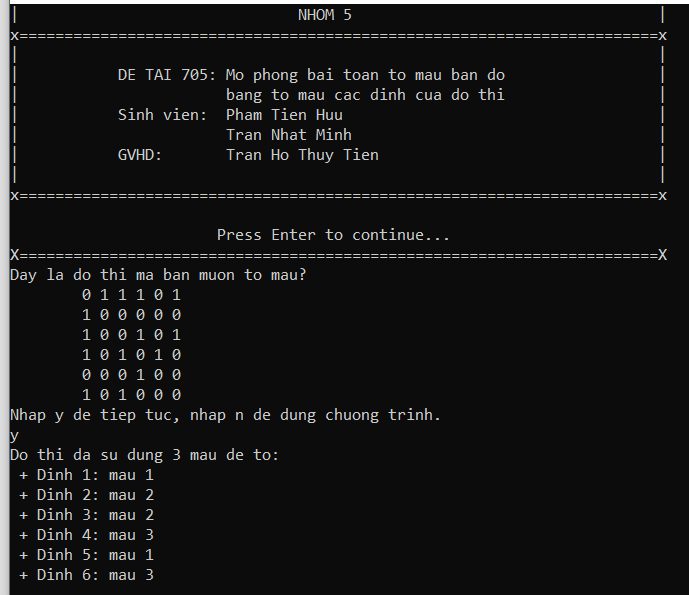 | NHOM 5 |
x=======================================================================x
| |
| DE TAI 705: Mo phong bai toan to mau ban do |
| bang to mau cac dinh cua do thi |
| Sinh vien: Pham Tien Huu |
| Tran Nhat Minh |
| GVHD: Tran Ho Thuy Tien |
| |
x=======================================================================x
Press Enter to continue...
X=======================================================================X
Day la do thi ma ban muon to mau?
0 1 1 1 0 1
1 0 0 0 0 0
1 0 0 1 0 1
1 0 1 0 1 0
0 0 0 1 0 0
1 0 1 0 0 0
Nhap y de tiep tuc, nhap n de dung chuong trinh.
y
Do thi da su dung 3 mau de to:
+ Dinh 1: mau 1
+ Dinh 2: mau 2
+ Dinh 3: mau 2
+ Dinh 4: mau 3
+ Dinh 5: mau 1
+ Dinh 6: mau 3